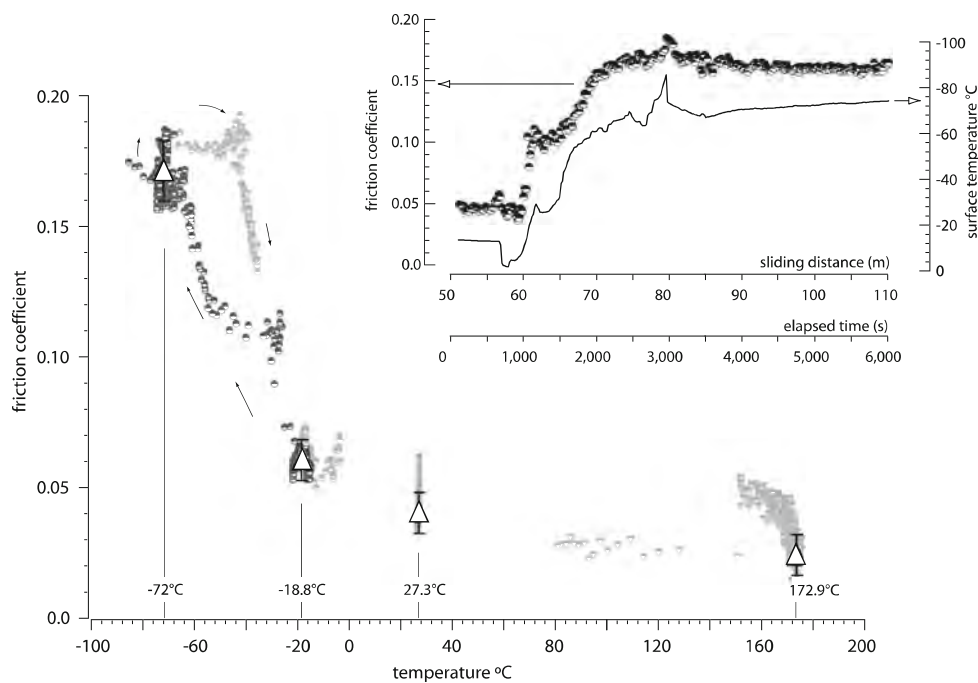 0.20
0.15
0.10
0.05
0.0
friction coefficient
-100
-80
-60
-40
-20
0
surface temperature °C
sliding distance (m)
50 60 70 80 90 100 110
elapsed time (s)
0 1,000 2,000 3,000 4,000 5,000 6,000
0.20
0.15
0.10
0.05
0.0
friction coefficient
-72°C -18.8°C 27.3°C 172.9°C
-100 -60 -20 0 40 80 120 160 200
temperature ºC